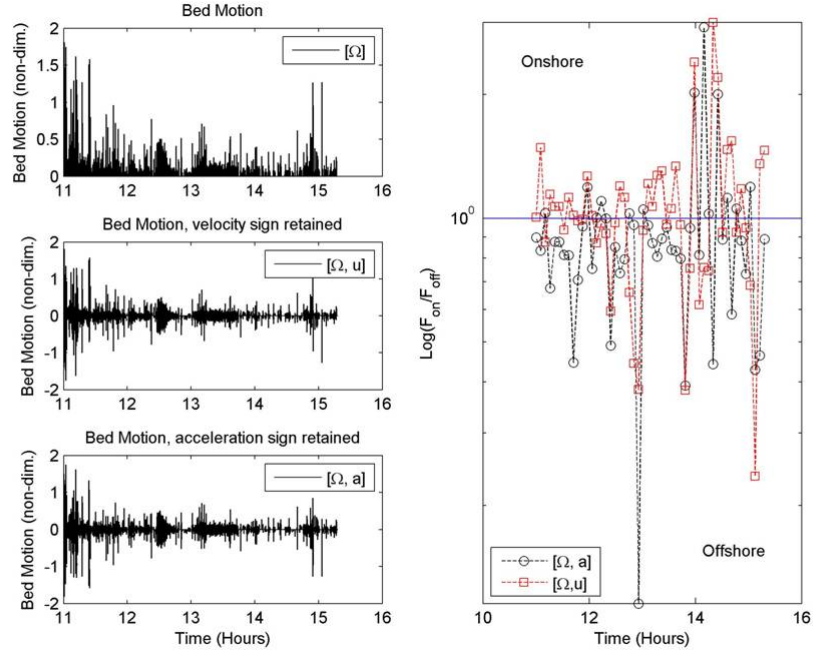 Bed Motion
Bed Motion (non-dim.)
2
1.5
1
0.5
0
[Ω]
11 12 13 14 15 16
Bed Motion, velocity sign retained
Bed Motion (non-dim.)
2
1
0
-1
-2
[Ω, u]
11 12 13 14 15 16
Bed Motion, acceleration sign retained
Bed Motion (non-dim.)
2
1
0
-1
-2
[Ω, a]
11 12 13 14 15 16
Time (Hours)
Onshore
Log(F_on/F_off)
10^0
Offshore
[Ω, a]
[Ω,u]
10 12 14 16
Time (Hours)